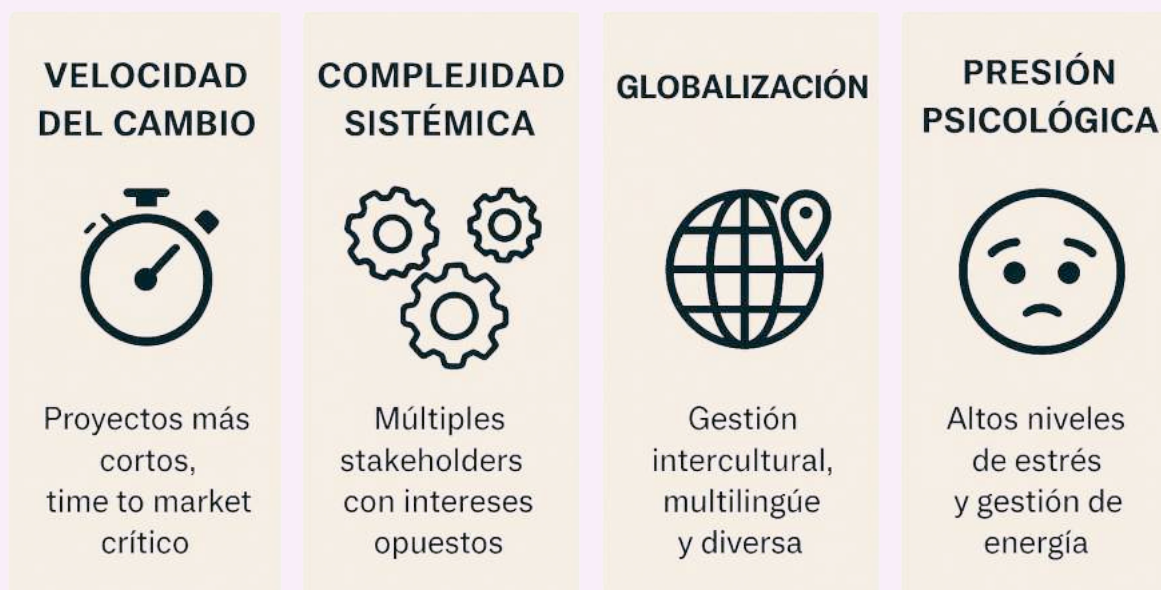 VELOCIDAD
DEL CAMBIO
Proyectos más
cortos,
time to market
crítico
COMPLEJIDAD
SISTÉMICA
Múltiples
stakeholders
con intereses
opuestos
GLOBALIZACIÓN
Gestión
intercultural,
multilingúe
y diversa
PRESIÓN
PSICOLÓGICA
Altos niveles
de estrés
y gestión de
energía